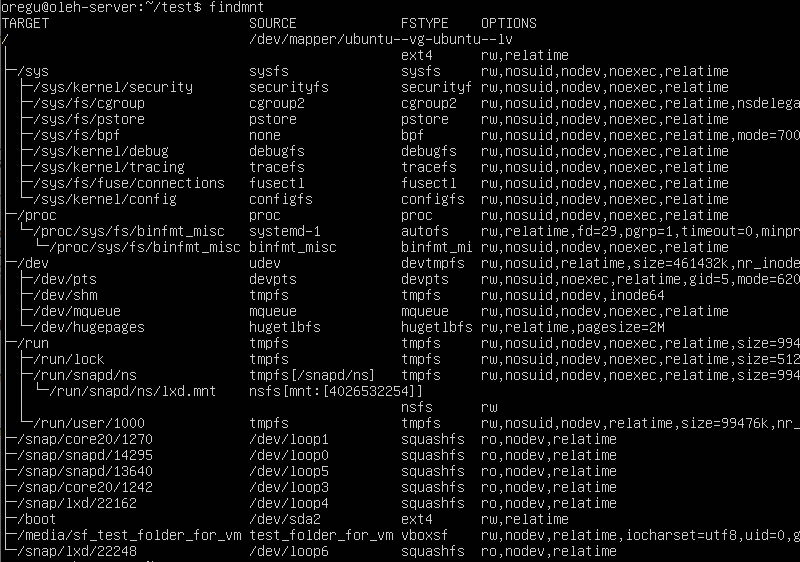 oregu@oleh-server:~/test$ findmnt
TARGET SOURCE FSTYPE OPTIONS
/ /dev/mapper/ubuntu--vg-ubuntu--lv
ext4 rw,relatime
├─/sys sysfs sysfs rw,nosuid,nodev,noexec,relatime
│ ├─/sys/kernel/security securityfs securityf rw,nosuid,nodev,noexec,relatime
│ ├─/sys/fs/cgroup cgroup2 cgroup2 rw,nosuid,nodev,noexec,relatime,nsdelega
│ ├─/sys/fs/pstore pstore pstore rw,nosuid,nodev,noexec,relatime
│ ├─/sys/fs/bpf none bpf rw,nosuid,nodev,noexec,relatime,mode=700
│ ├─/sys/kernel/debug debugfs debugfs rw,nosuid,nodev,noexec,relatime
│ ├─/sys/kernel/tracing tracefs tracefs rw,nosuid,nodev,noexec,relatime
│ ├─/sys/fs/fuse/connections fusectl fusectl rw,nosuid,nodev,noexec,relatime
│ └─/sys/kernel/config configfs configfs rw,nosuid,nodev,noexec,relatime
├─/proc proc proc rw,nosuid,nodev,noexec,relatime
│ └─/proc/sys/fs/binfmt_misc systemd-1 autofs rw,relatime,fd=29,pgrp=1,timeout=0,minpr
│   └─/proc/sys/fs/binfmt_misc binfmt_misc binfmt_mi rw,nosuid,nodev,noexec,relatime
├─/dev udev devtmpfs rw,nosuid,relatime,size=461432k,nr_inode
│ ├─/dev/pts devpts devpts rw,nosuid,noexec,relatime,gid=5,mode=620
│ ├─/dev/shm tmpfs tmpfs rw,nosuid,nodev,inode64
│ ├─/dev/mqueue mqueue mqueue rw,nosuid,nodev,noexec,relatime
│ └─/dev/hugepages hugetlbfs hugetlbfs rw,relatime,pagesize=2M
├─/run tmpfs tmpfs rw,nosuid,nodev,noexec,relatime,size=994
│ ├─/run/lock tmpfs tmpfs rw,nosuid,nodev,noexec,relatime,size=512
│ ├─/run/snapd/ns tmpfs[/snapd/ns] tmpfs rw,nosuid,nodev,noexec,relatime,size=994
│ │ └─/run/snapd/ns/lxd.mnt nsfs[mnt:[4026532254]]
│ │ nsfs rw
│ └─/run/user/1000 tmpfs tmpfs rw,nosuid,nodev,relatime,size=99476k,nr_
├─/snap/core20/1270 /dev/loop1 squashfs ro,nodev,relatime
├─/snap/snapd/14295 /dev/loop0 squashfs ro,nodev,relatime
├─/snap/snapd/13640 /dev/loop5 squashfs ro,nodev,relatime
├─/snap/core20/1242 /dev/loop3 squashfs ro,nodev,relatime
├─/snap/lxd/22162 /dev/loop4 squashfs ro,nodev,relatime
├─/boot /dev/sda2 ext4 rw,relatime
├─/media/sf_test_folder_for_vm test_folder_for_vm vboxsf rw,nodev,relatime,iocharset=utf8,uid=0,g
└─/snap/lxd/22248 /dev/loop6 squashfs ro,nodev,relatime